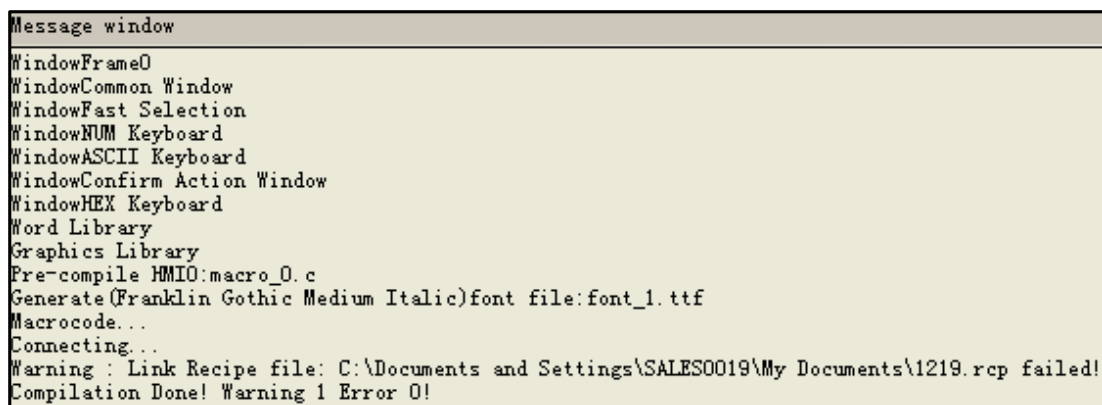 Message window
WindowFrame0
WindowCommon Window
WindowFast Selection
WindowNUM Keyboard
WindowASCII Keyboard
WindowConfirm Action Window
WindowHEX Keyboard
Word Library
Graphics Library
Pre-compile HMI0:macro_0.c
Generate(Franklin Gothic Medium Italic)font file:font_1.ttf
Macrocode...
Connecting...
Warning : Link Recipe file: C:\Documents and Settings\SALES0019\My Documents\1219.rcp failed!
Compilation Done! Warning 1 Error 0!